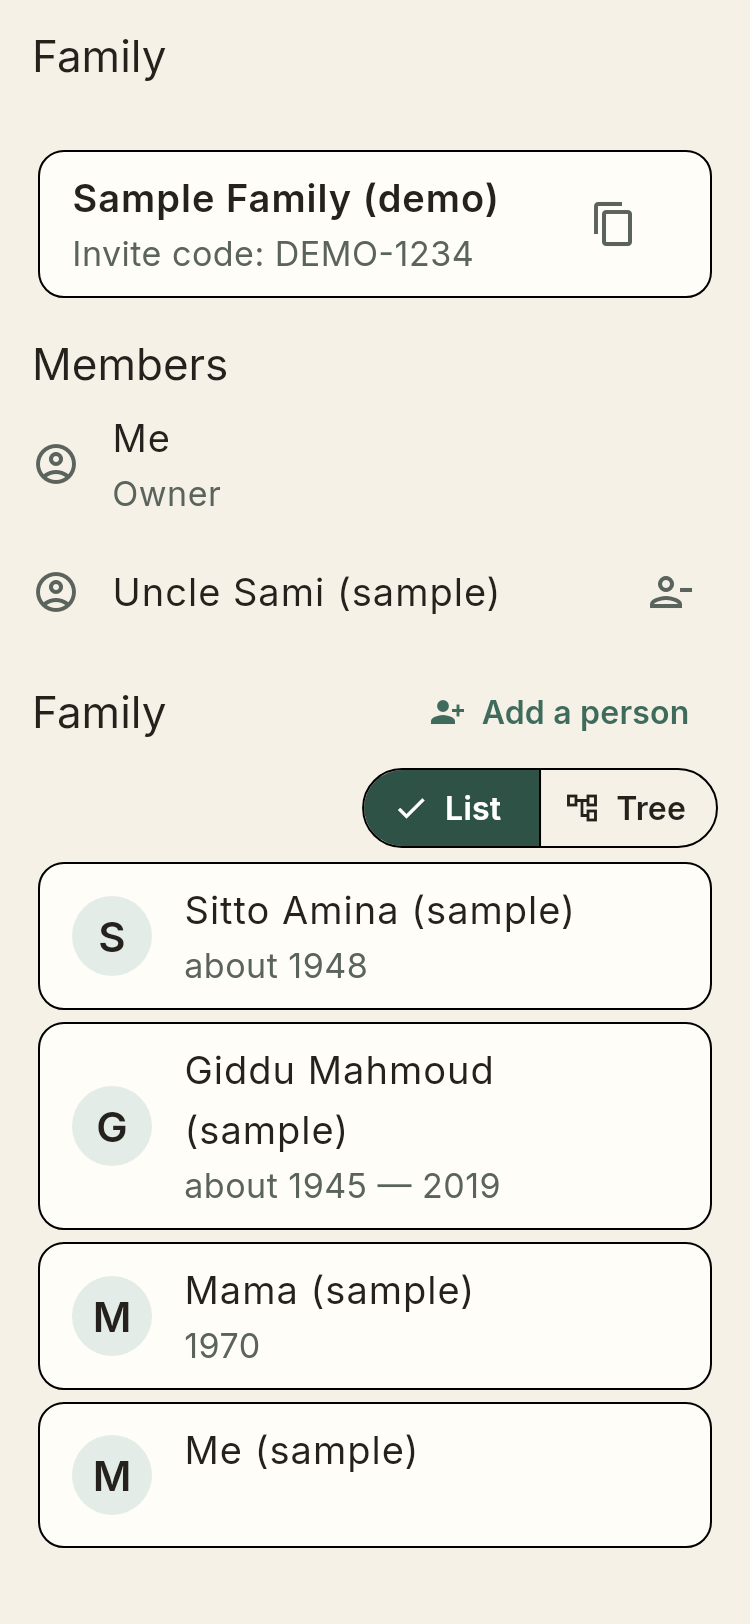 Family
Sample Family (demo)
Invite code: DEMO-1234
Members
Me
Owner
Uncle Sami (sample)
Family
Add a person
List
Tree
S
Sitto Amina (sample)
about 1948
G
Giddu Mahmoud
(sample)
about 1945 — 2019
M
Mama (sample)
1970
M
Me (sample)